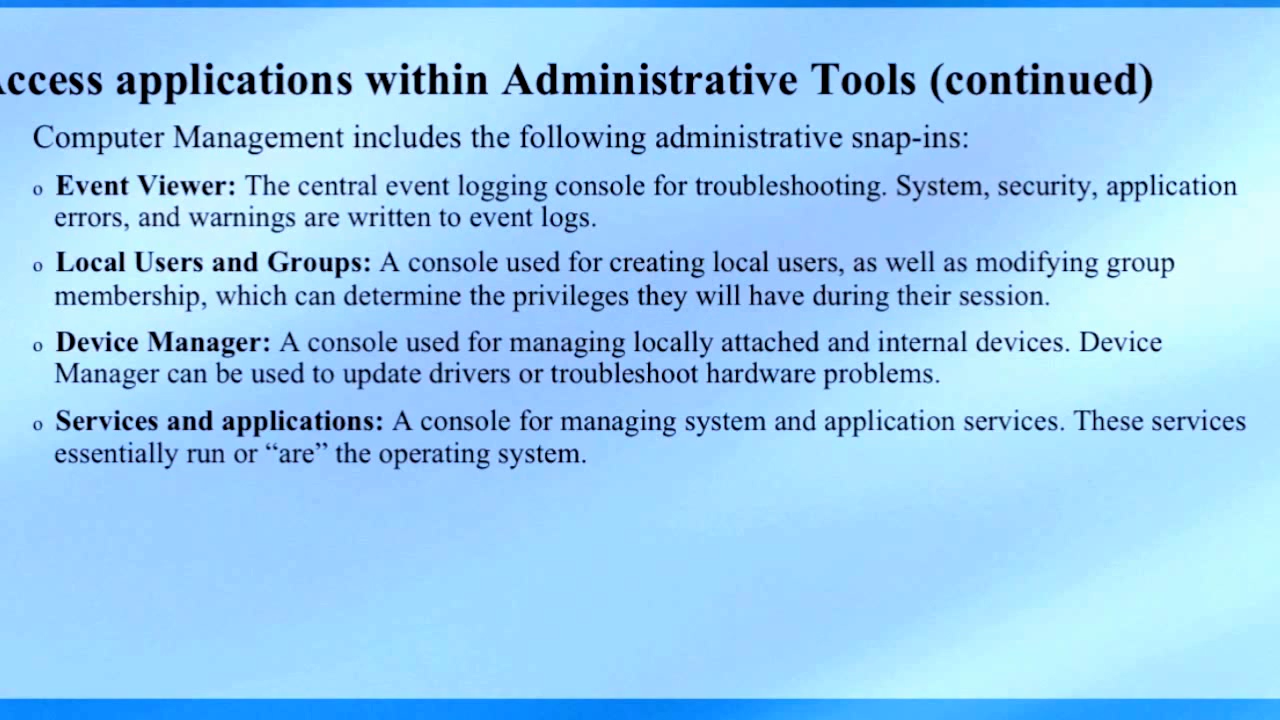 Access applications within Administrative Tools (continued)
Computer Management includes the following administrative snap-ins:
o Event Viewer: The central event logging console for troubleshooting. System, security, application
errors, and warnings are written to event logs.
o Local Users and Groups: A console used for creating local users, as well as modifying group
membership, which can determine the privileges they will have during their session.
o Device Manager: A console used for managing locally attached and internal devices. Device
Manager can be used to update drivers or troubleshoot hardware problems.
o Services and applications: A console for managing system and application services. These services
essentially run or “are” the operating system.